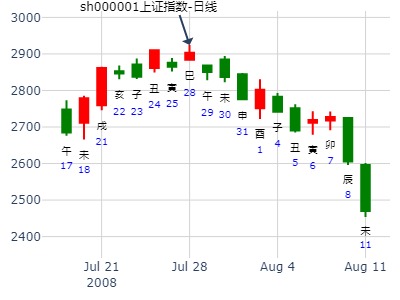 sh000001上证指数-日线
3000
2900
2800
2700
2600
2500
2400
午
17
未
18
戌
21
亥
22
子
23
丑
24
寅
25
巳
28
午
29
未
30
申
31
酉
1
子
4
丑
5
寅
6
卯
7
辰
8
未
11
Jul 21
2008
Jul 28
Aug 4
Aug 11